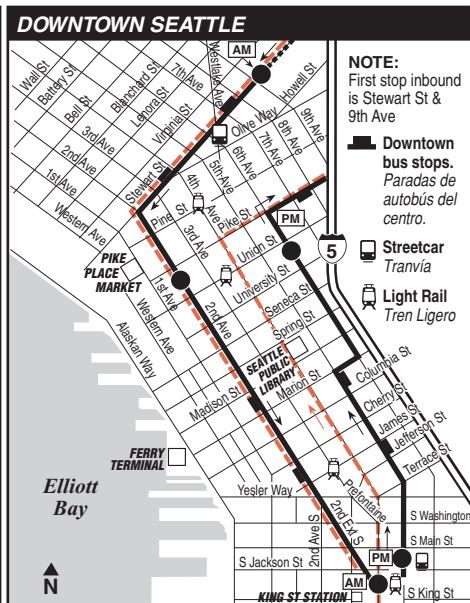 DOWNTOWN SEATTLE
AM
NOTE:
First stop inbound
is Stewart St &
9th Ave
Downtown
bus stops.
Paradas de
autobús del
centro.
Streetcar
Tranvía
Light Rail
Tren Ligero
Wall St
Battery St
Bell St
Blanchard St
Lenora St
Virginia St
7th Ave
Westlake Ave
Howell St
Olive Way
9th Ave
8th Ave
7th Ave
6th Ave
5th Ave
4th Ave
3rd Ave
2nd Ave
1st Ave
Western Ave
Stewart St
Pine St
Pike St
PM
5
3rd Ave
Union St
University St
Seneca St
Spring St
PIKE
PLACE
MARKET
1st Ave
2nd Ave
Western Ave
Alaskan Way
SEATTLE
PUBLIC
LIBRARY
Marion St
Madison St
Columbia St
Cherry St
James St
Jefferson St
Terrace St
FERRY
TERMINAL
Elliott
Bay
Yesler Way
Prefontaine
2nd Ave S
2nd Ext S
S Washington
S Main St
S Jackson St
PM
AM
S King St
KING ST STATION
N